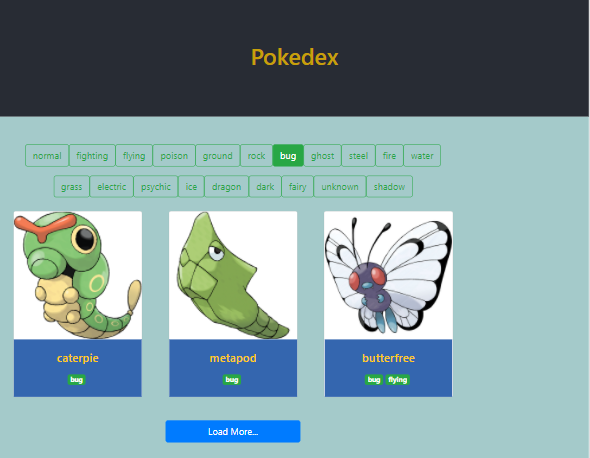 Pokedex
normal fighting flying poison ground rock bug ghost steel fire water
grass electric psychic ice dragon dark fairy unknown shadow
caterpie metapod butterfree
bug bug bug flying
Load More...